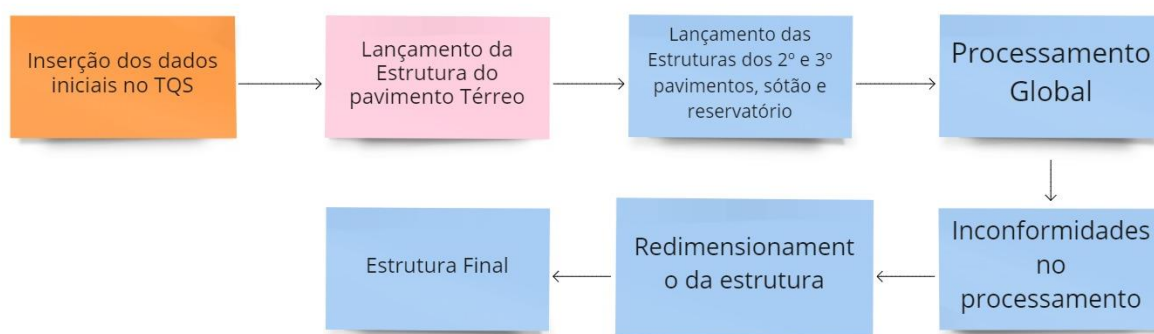 Inserção dos dados
iniciais no TQS
Lançamento da
Estrutura do
pavimento Térreo
Lançamento das
Estruturas dos 2º e 3º
pavimentos, sótão e
reservatório
Processamento
Global
Inconformidades
no
processamento
Redimensionament
o da estrutura
Estrutura Final